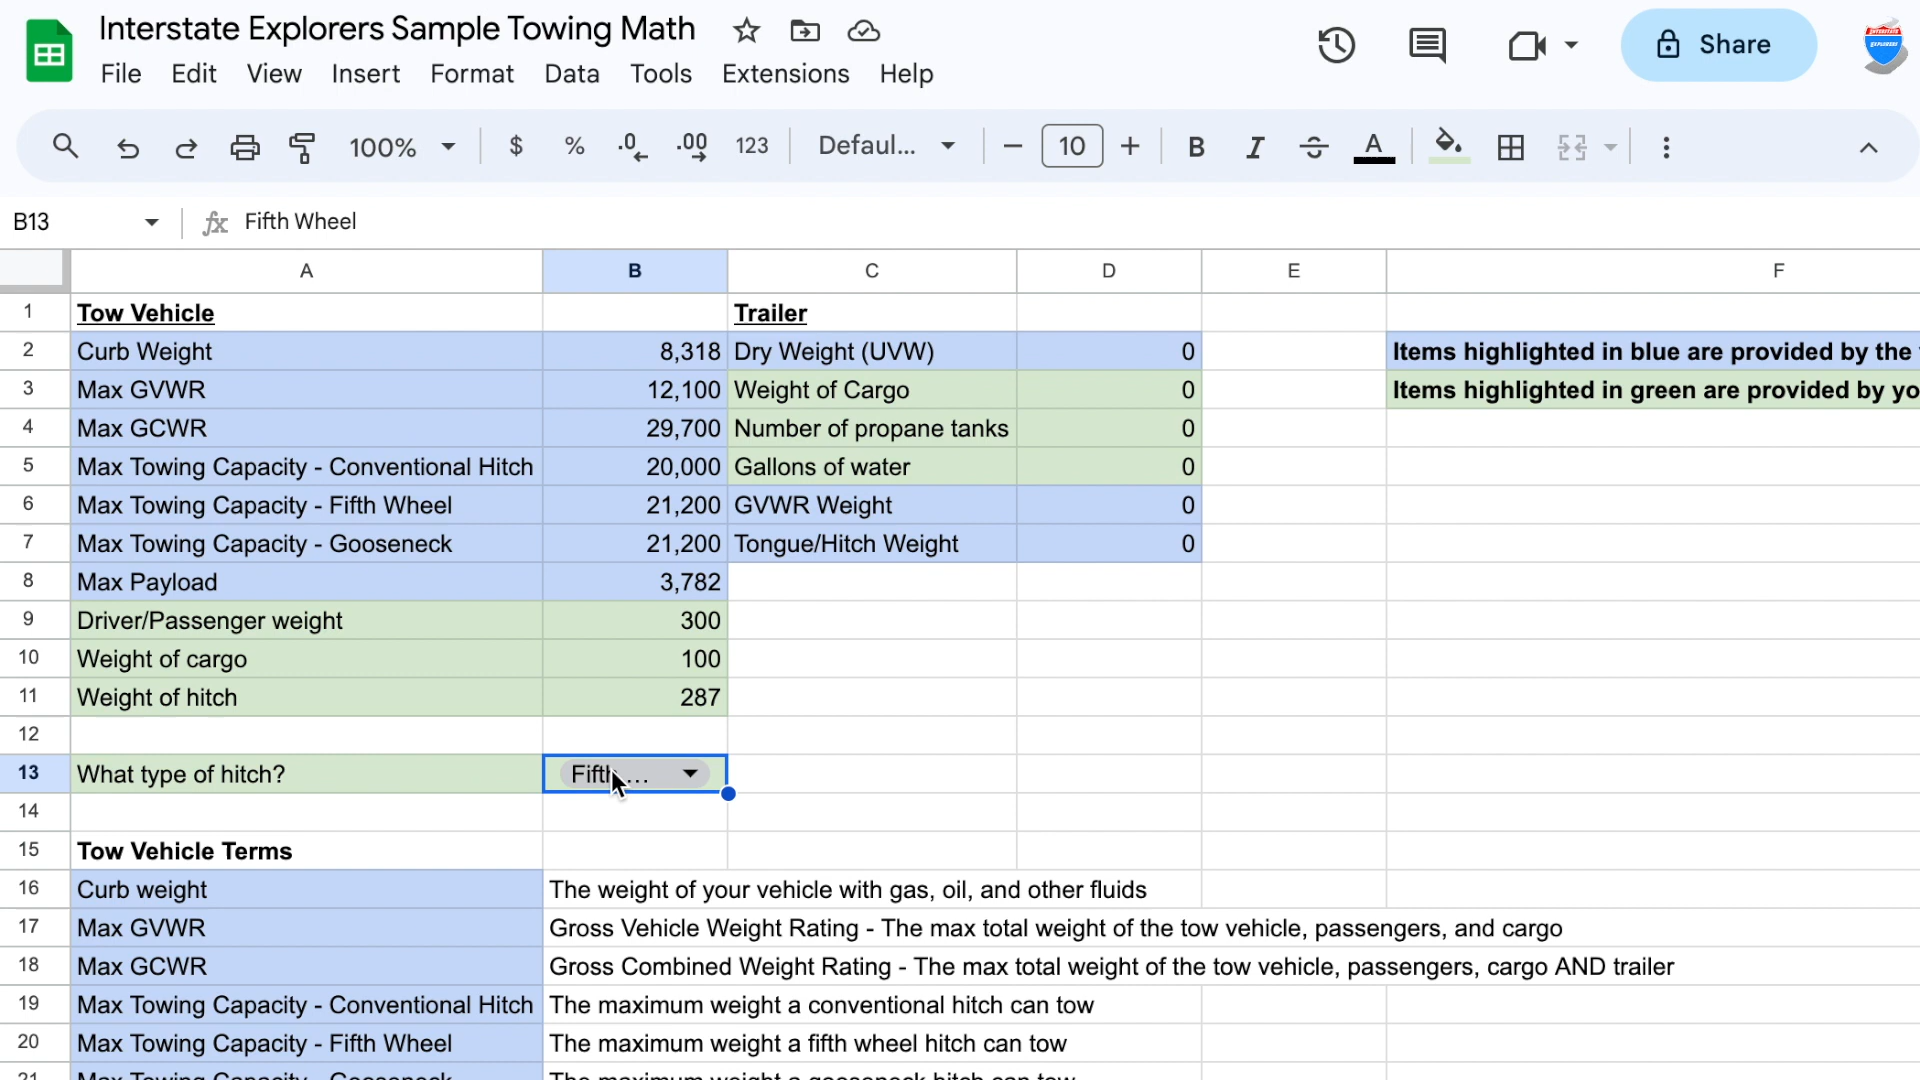 Interstate Explorers Sample Towing Math
File Edit View Insert Format Data Tools Extensions Help
Share
INTERSTATE EXPLORERS
100% $ % .0 .00 123 Defaul... 10 B I A
B13 fx Fifth Wheel
A B C D E F
1 Tow Vehicle Trailer
2 Curb Weight 8,318 Dry Weight (UVW) 0 Items highlighted in blue are provided by the
3 Max GVWR 12,100 Weight of Cargo 0 Items highlighted in green are provided by yo
4 Max GCWR 29,700 Number of propane tanks 0
5 Max Towing Capacity - Conventional Hitch 20,000 Gallons of water 0
6 Max Towing Capacity - Fifth Wheel 21,200 GVWR Weight 0
7 Max Towing Capacity - Gooseneck 21,200 Tongue/Hitch Weight 0
8 Max Payload 3,782
9 Driver/Passenger weight 300
10 Weight of cargo 100
11 Weight of hitch 287
12
13 What type of hitch? Fifth ...
14
15 Tow Vehicle Terms
16 Curb weight The weight of your vehicle with gas, oil, and other fluids
17 Max GVWR Gross Vehicle Weight Rating - The max total weight of the tow vehicle, passengers, and cargo
18 Max GCWR Gross Combined Weight Rating - The max total weight of the tow vehicle, passengers, cargo AND trailer
19 Max Towing Capacity - Conventional Hitch The maximum weight a conventional hitch can tow
20 Max Towing Capacity - Fifth Wheel The maximum weight a fifth wheel hitch can tow
21 Max Towing Capacity - Gooseneck The maximum weight a gooseneck hitch can tow